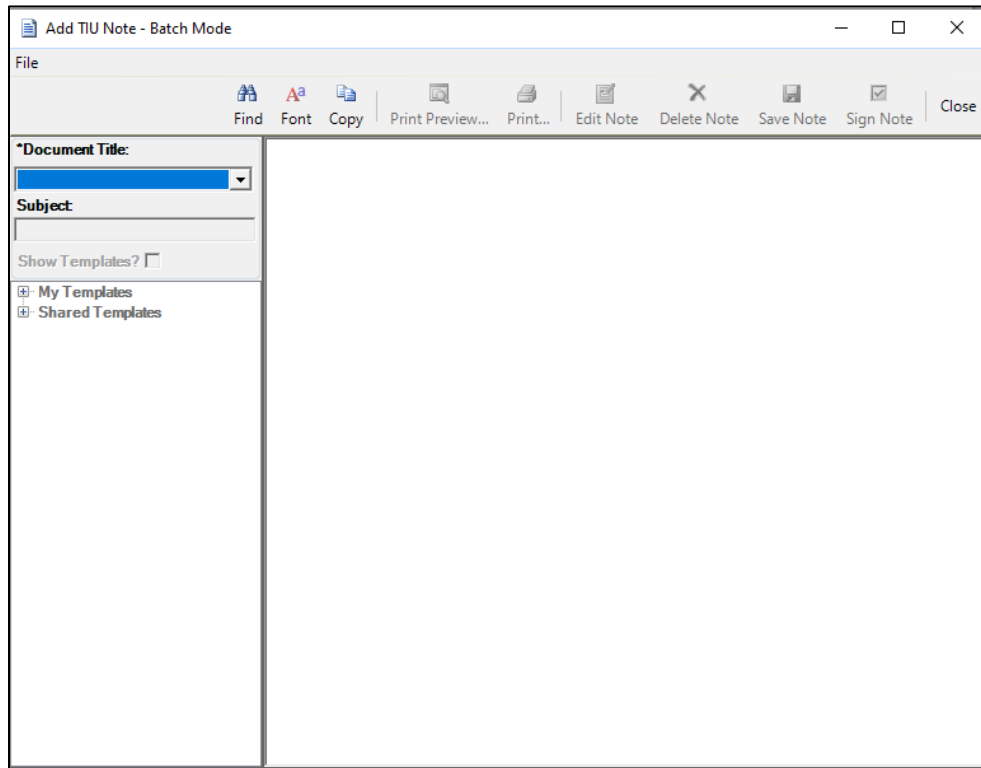 Add TIU Note - Batch Mode
File
Find Font Copy Print Preview... Print... Edit Note Delete Note Save Note Sign Note Close
*Document Title:
Subject:
Show Templates?
My Templates
Shared Templates